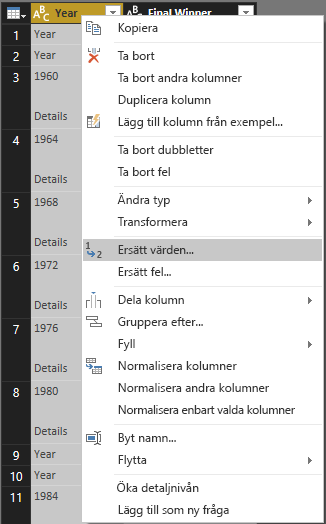 ABC Year Final Winner
1 Year Kopiera
2 Year Ta bort
3 1960 Ta bort andra kolumner
Duplicera kolumn
Details Lägg till kolumn från exempel...
4 1964 Ta bort dubbletter
Ta bort fel
Details
5 1968 Ändra typ
Transformera
Details Ersätt värden...
6 1972 Ersätt fel...
Details Dela kolumn
7 1976 Gruppera efter...
Fyll
Details Normalisera kolumner
8 1980 Normalisera andra kolumner
Normalisera enbart valda kolumner
Details Byt namn...
9 Year Flytta
10 Year Öka detaljnivån
11 1984 Lägg till som ny fråga